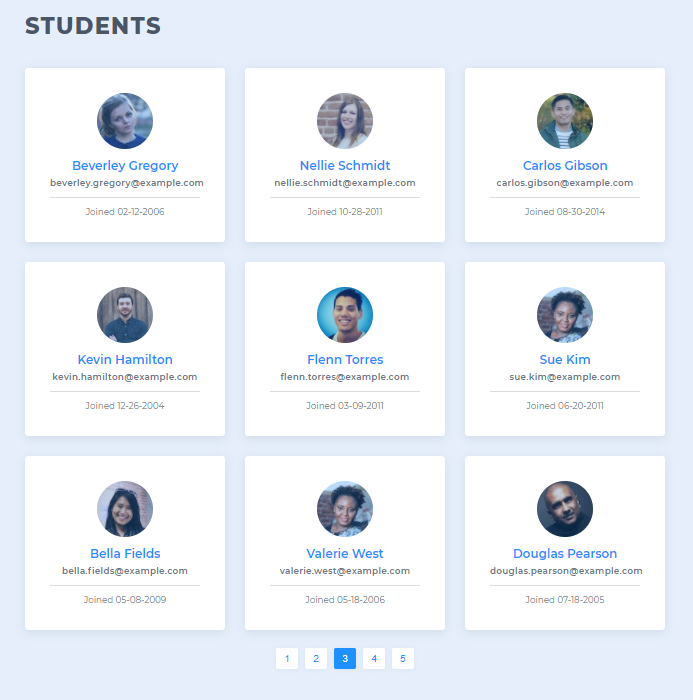 STUDENTS
Beverley Gregory
beverley.gregory@example.com
Joined 02-12-2006
Nellie Schmidt
nellie.schmidt@example.com
Joined 10-28-2011
Carlos Gibson
carlos.gibson@example.com
Joined 08-30-2014
Kevin Hamilton
kevin.hamilton@example.com
Joined 12-26-2004
Flenn Torres
flenn.torres@example.com
Joined 03-09-2011
Sue Kim
sue.kim@example.com
Joined 06-20-2011
Bella Fields
bella.fields@example.com
Joined 05-08-2009
Valerie West
valerie.west@example.com
Joined 05-18-2006
Douglas Pearson
douglas.pearson@example.com
Joined 07-18-2005
1 2 3 4 5